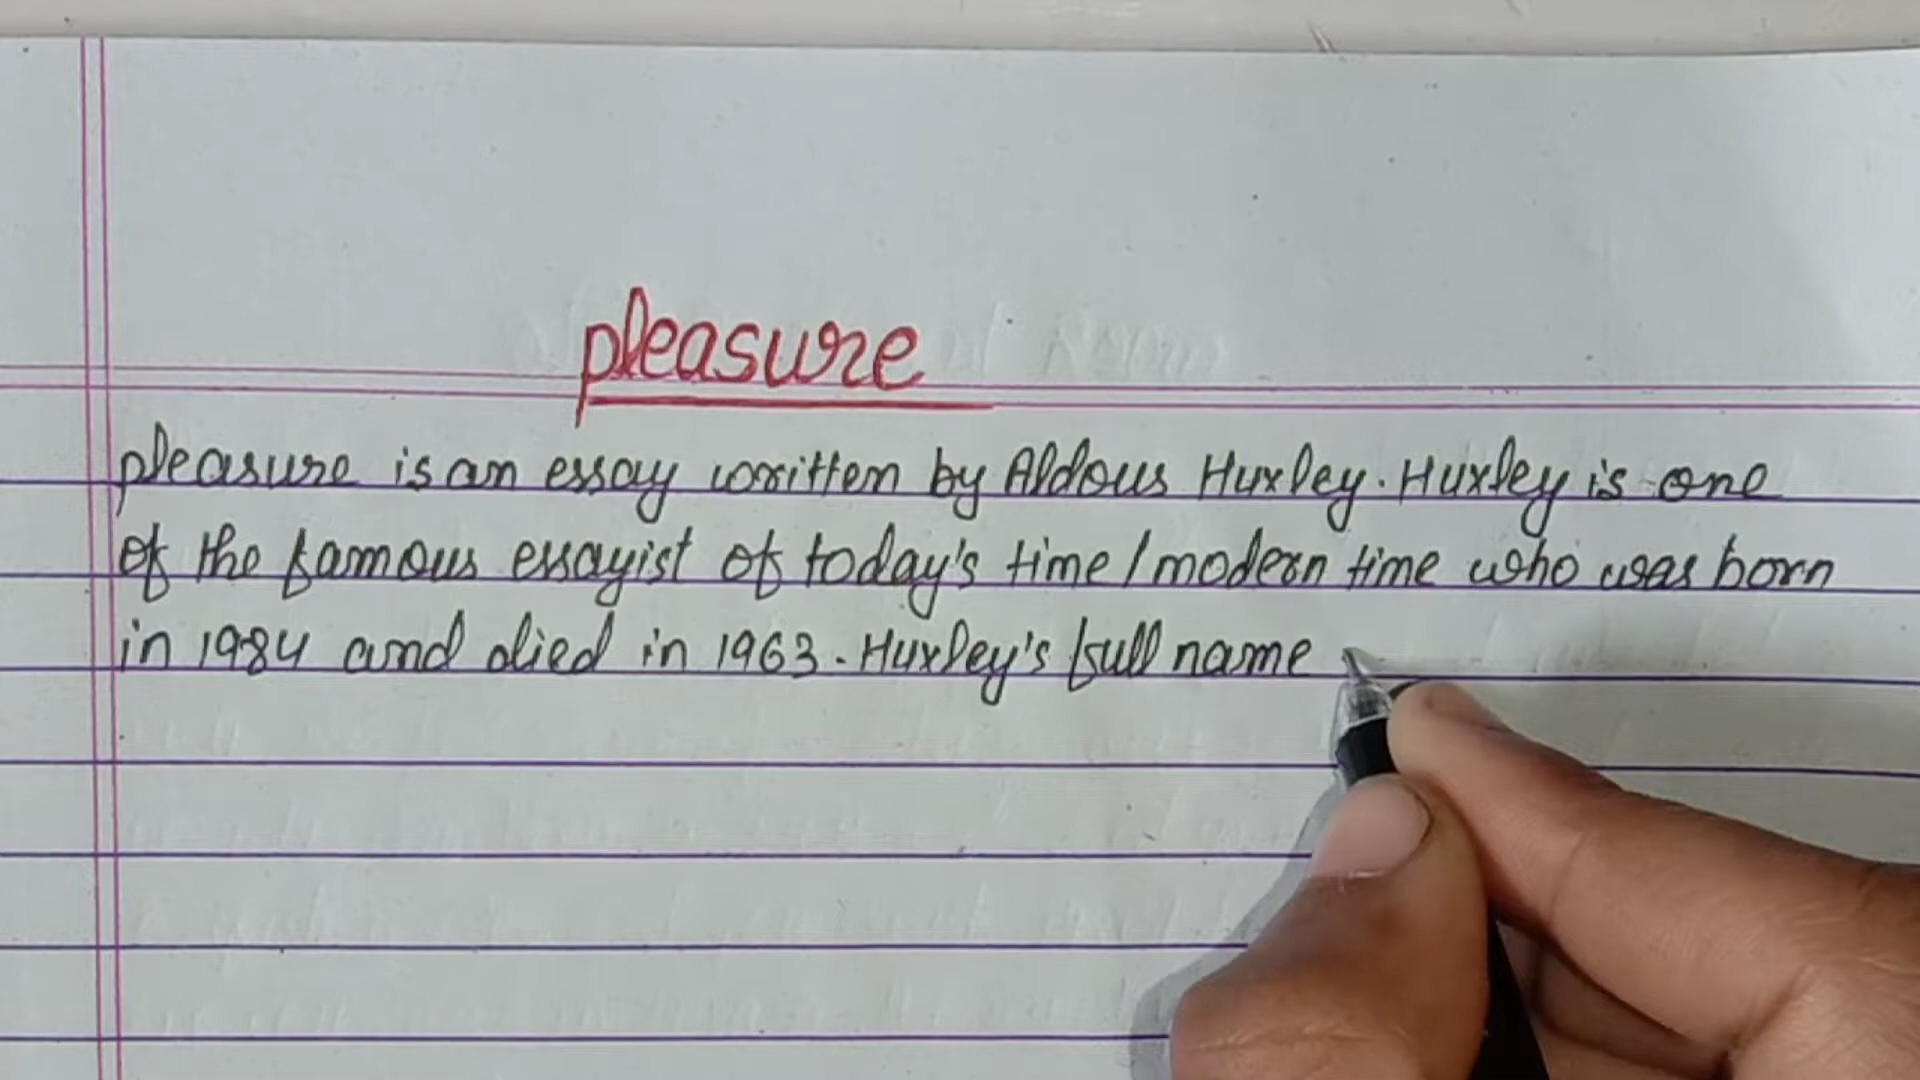 pleasure
pleasure is an essay written by Aldous Huxley. Huxley is one
of the famous essayist of today's time/modern time who was born
in 1984 and died in 1963. Huxley's full name